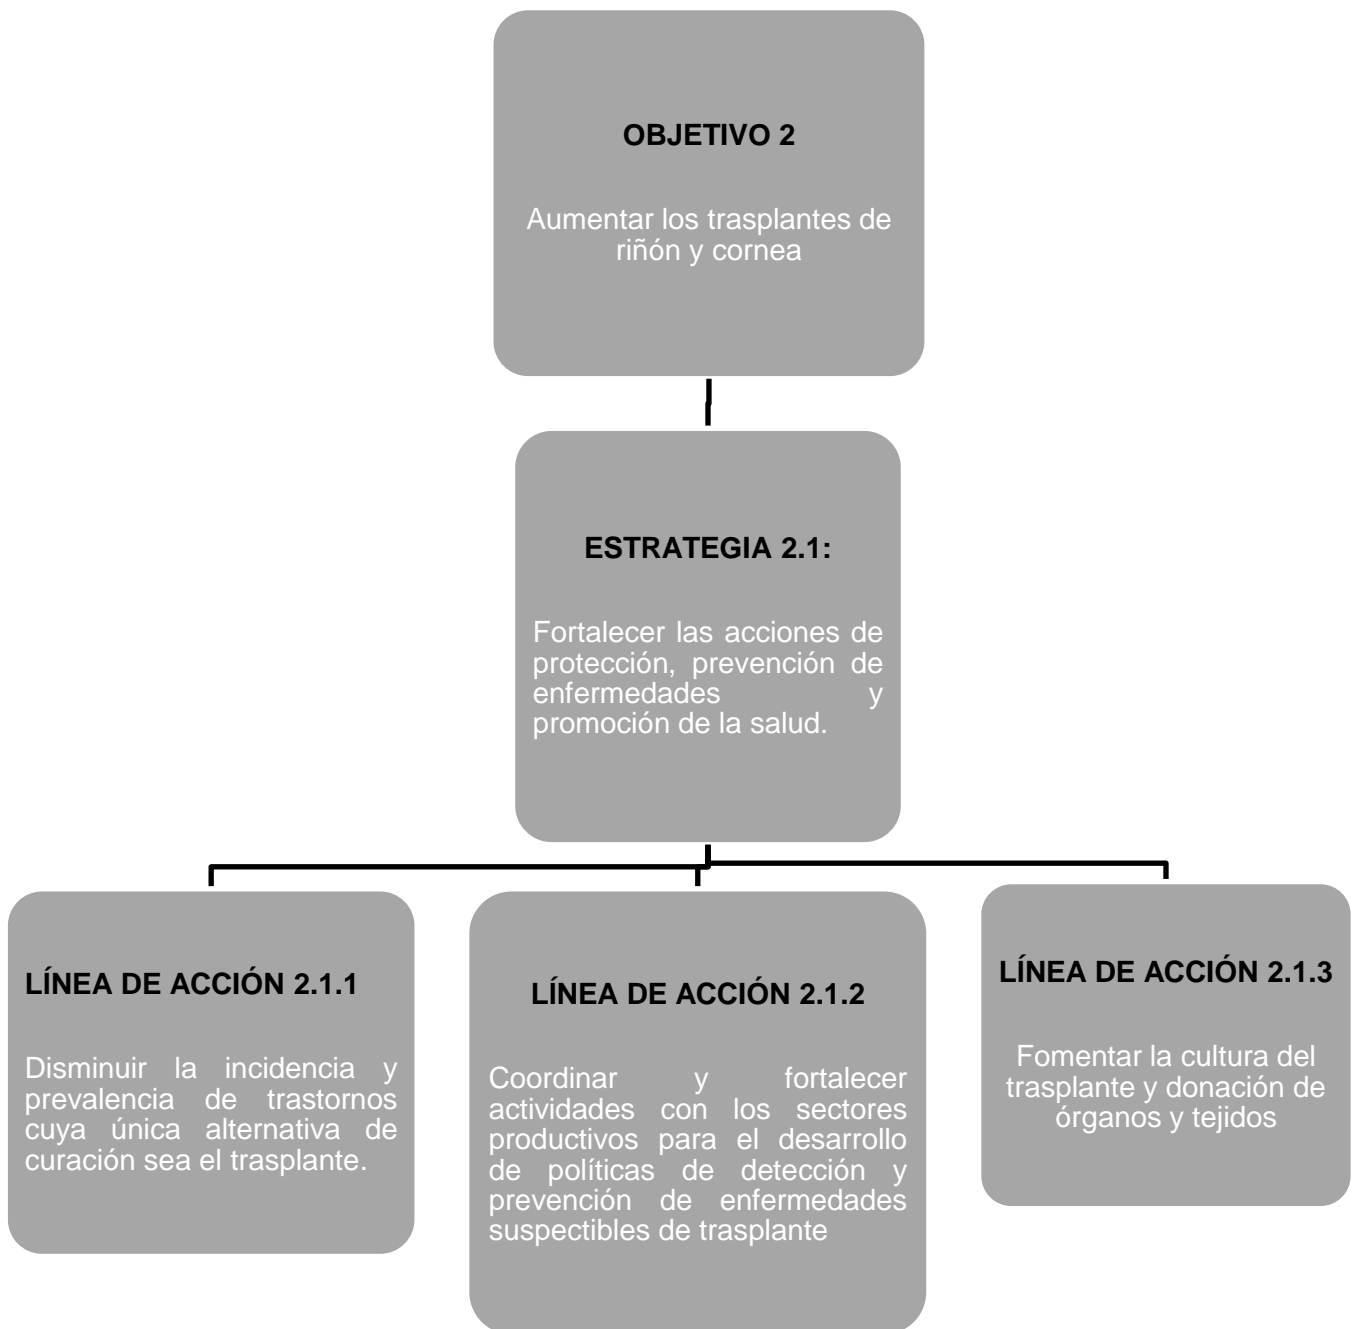 OBJETIVO 2
Aumentar los trasplantes de
riñón y cornea
ESTRATEGIA 2.1:
Fortalecer las acciones de
protección, prevención de
enfermedades y
promoción de la salud.
LÍNEA DE ACCIÓN 2.1.1
Disminuir la incidencia y
prevalencia de trastornos
cuya única alternativa de
curación sea el trasplante.
LÍNEA DE ACCIÓN 2.1.2
Coordinar y fortalecer
actividades con los sectores
productivos para el desarrollo
de políticas de detección y
prevención de enfermedades
suspectibles de trasplante
LÍNEA DE ACCIÓN 2.1.3
Fomentar la cultura del
trasplante y donación de
órganos y tejidos